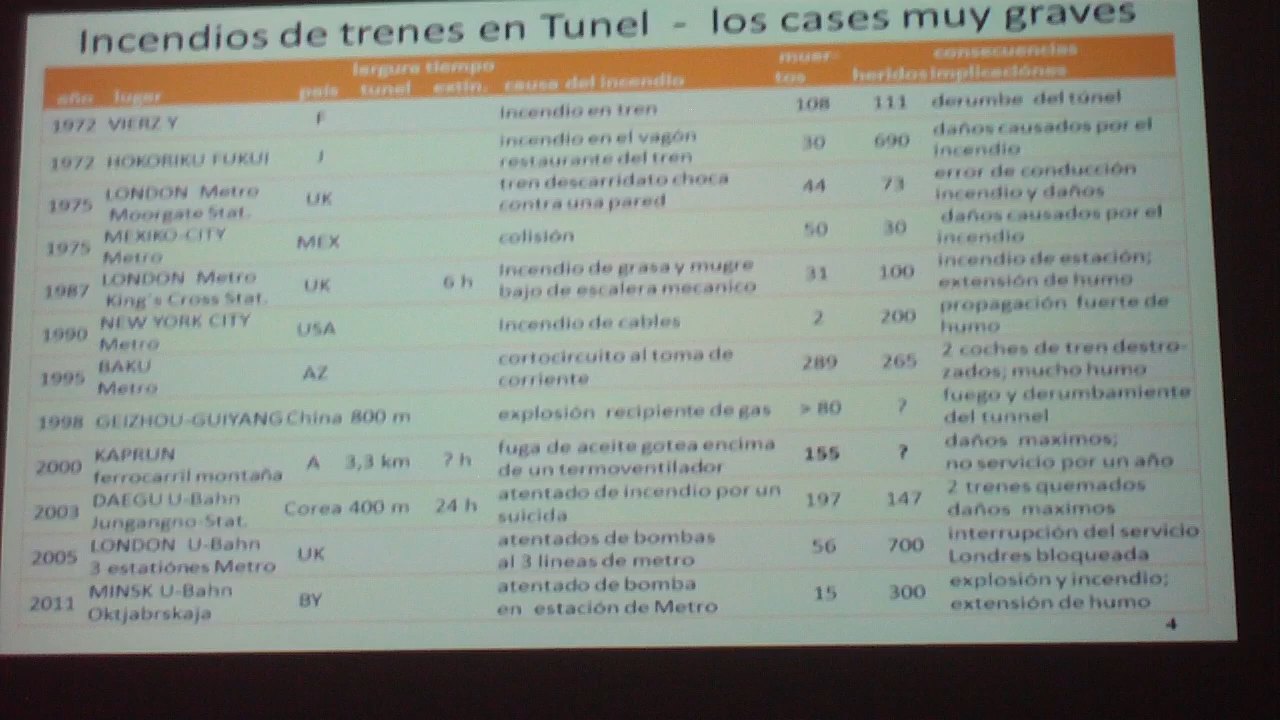 Incendios de trenes en Tunel - los cases muy graves
año lugar país largura tunel tiempo extin. causa del incendio muer-tos heridos consecuencias implicaciónes
1972 VIERZ Y F Incendio en tren 108 111 derumbe del túnel
1972 HOKORIKU FUKUI J incendio en el vagón restaurante del tren 30 690 daños causados por el incendio
1975 LONDON Metro Moorgate Stat. UK tren descarridato choca contra una pared 44 73 error de conducción incendio y daños
1975 MEXIKO-CITY Metro MEX colisión 50 30 daños causados por el incendio
1987 LONDON Metro King's Cross Stat. UK 6 h Incendio de grasa y mugre bajo de escalera mecanico 31 100 incendio de estación; extensión de humo
1990 NEW YORK CITY Metro USA Incendio de cables 2 200 propagación fuerte de humo
1995 BAKU Metro AZ cortocircuito al toma de corriente 289 265 2 coches de tren destro-zados; mucho humo
1998 GEIZHOU-GUIYANG China 800 m explosión recipiente de gas > 80 ? fuego y derumbamiente del tunnel
2000 KAPRUN ferrocarril montaña A 3,3 km ? h fuga de aceite gotea encima de un termoventilador 155 ? daños maximos; no servicio por un año
2003 DAEGU U-Bahn Jungangno-Stat. Corea 400 m 24 h atentado de incendio por un suicida 197 147 2 trenes quemados daños maximos
2005 LONDON U-Bahn 3 estatiónes Metro UK atentados de bombas al 3 lineas de metro 56 700 interrupción del servicio Londres bloqueada
2011 MINSK U-Bahn Oktjabrskaja BY atentado de bomba en estación de Metro 15 300 explosión y incendio; extensión de humo
4